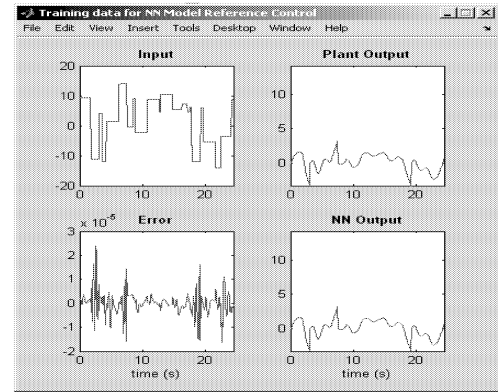 Training data for NN Model Reference Control
File Edit View Insert Tools Desktop Window Help
Input
20
10
0
-10
-20
0 10 20
Plant Output
10
5
0
0 10 20
Error
x 10^-5
3
2
1
0
-1
-2
0 10 20
time (s)
NN Output
10
5
0
0 10 20
time (s)